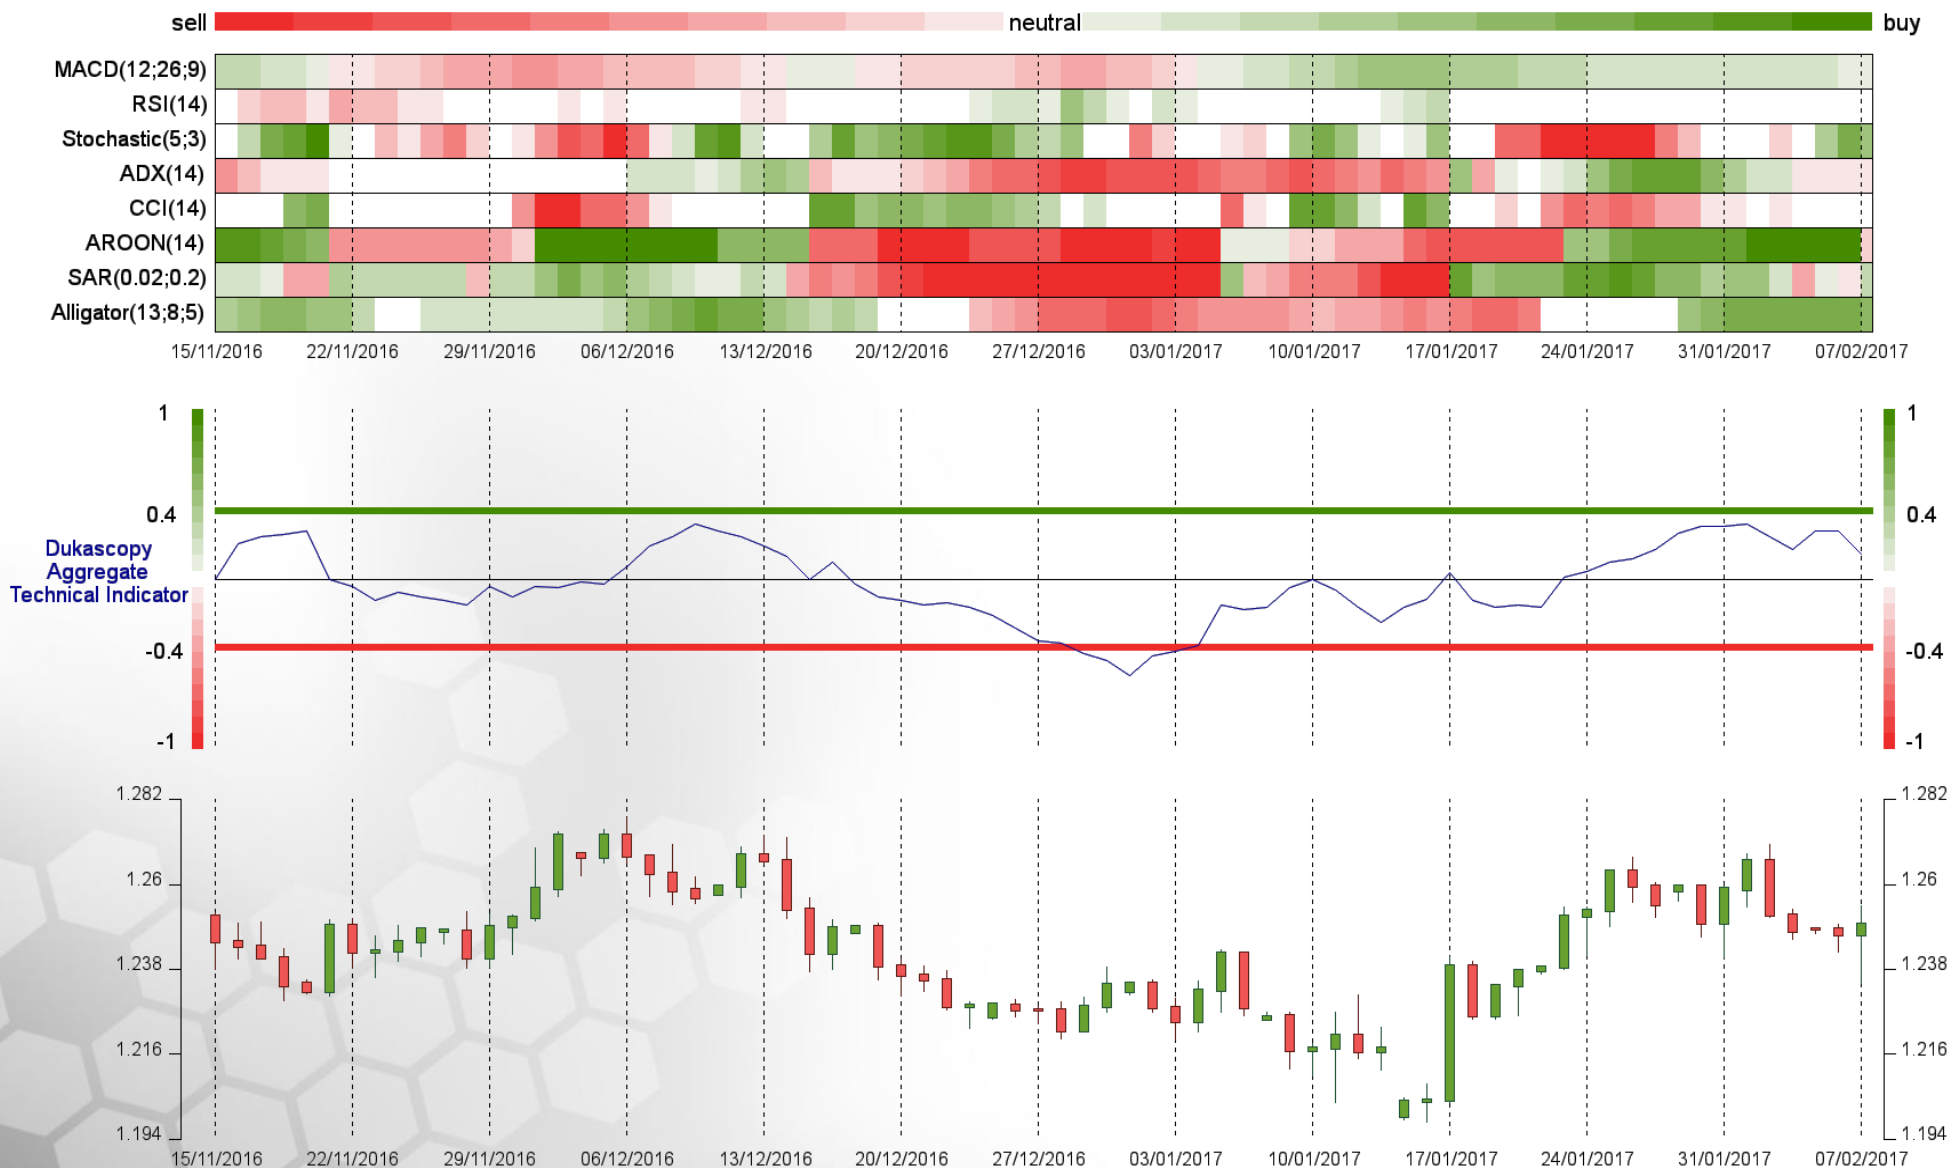 sell neutral buy
MACD(12;26;9)
RSI(14)
Stochastic(5;3)
ADX(14)
CCI(14)
AROON(14)
SAR(0.02;0.2)
Alligator(13;8;5)
15/11/2016 22/11/2016 29/11/2016 06/12/2016 13/12/2016 20/12/2016 27/12/2016 03/01/2017 10/01/2017 17/01/2017 24/01/2017 31/01/2017 07/02/2017
1 1
0.4 0.4
Dukascopy
Aggregate
Technical Indicator
-0.4 -0.4
-1 -1
1.282 1.282
1.26 1.26
1.238 1.238
1.216 1.216
1.194 1.194
15/11/2016 22/11/2016 29/11/2016 06/12/2016 13/12/2016 20/12/2016 27/12/2016 03/01/2017 10/01/2017 17/01/2017 24/01/2017 31/01/2017 07/02/2017